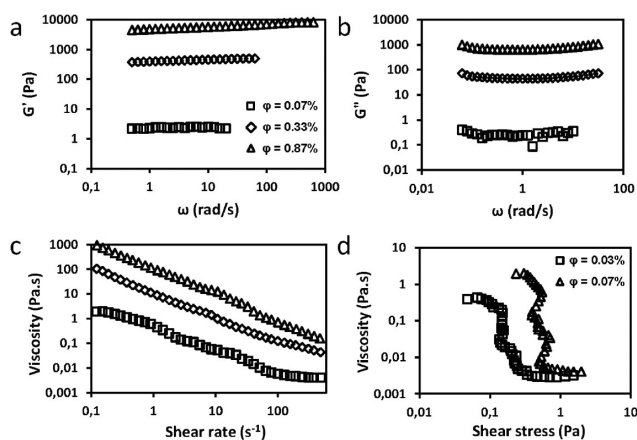 a
G' (Pa)
10000
1000
100
10
1
0,1
0,1 1 10 100 1000
ω (rad/s)
φ = 0.07%
φ = 0.33%
φ = 0.87%
b
G'' (Pa)
10000
1000
100
10
1
0,1
0,01
0,01 1 100
ω (rad/s)
c
Viscosity (Pa.s)
1000
100
10
1
0,1
0,01
0,001
0,1 1 10 100
Shear rate (s⁻¹)
d
Viscosity (Pa.s)
10
1
0,1
0,01
0,001
0,01 0,1 1 10
Shear stress (Pa)
φ = 0.03%
φ = 0.07%